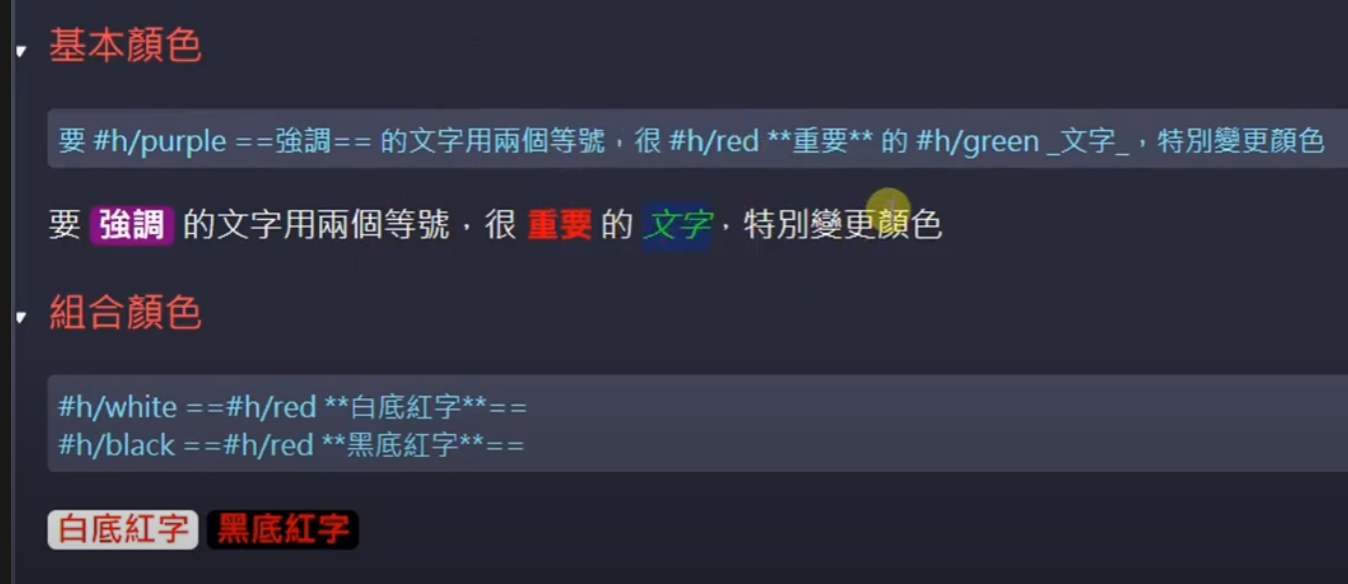 基本顏色
要 #h/purple ==強調== 的文字用兩個等號，很 #h/red **重要** 的 #h/green _文字_，特別變更顏色
要 強調 的文字用兩個等號，很 重要 的 文字，特別變更顏色
組合顏色
#h/white ==#h/red **白底紅字**==
#h/black ==#h/red **黑底紅字**==
白底紅字 黑底紅字